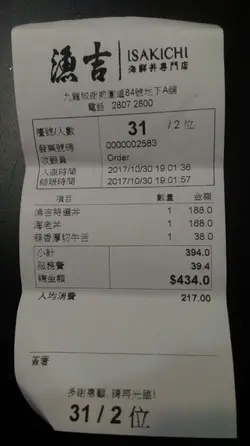 漁吉
ISAKICHI
海鮮丼専門店
九龍城衙前圍道84號地下A舖
電話 2807 2800
檯號/人數 31 /2 位
發票號碼 0000002583
收銀員 Order
入座時間 2017/10/30 19:01:36
結賬時間 2017/10/30 19:01:57
項目 數量 金額
漁吉特選丼 1 168.0
海老丼 1 188.0
蒜香厚切牛舌 1 38.0
小計 394.0
服務費 39.4
總金額 $434.0
人均消費 217.00
簽署
多謝惠顧, 請再光臨!
31 / 2 位